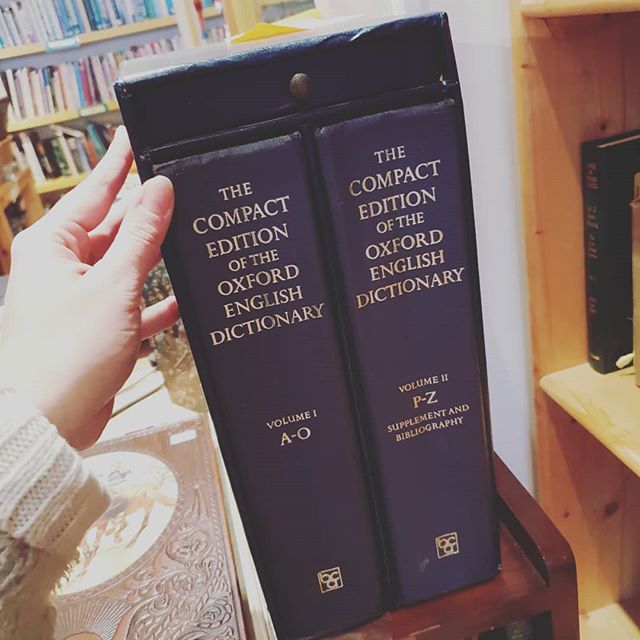 THE
COMPACT
EDITION
OF THE
OXFORD
ENGLISH
DICTIONARY
VOLUME I
A-O
THE
COMPACT
EDITION
OF THE
OXFORD
ENGLISH
DICTIONARY
VOLUME II
P-Z
SUPPLEMENT AND
BIBLIOGRAPHY